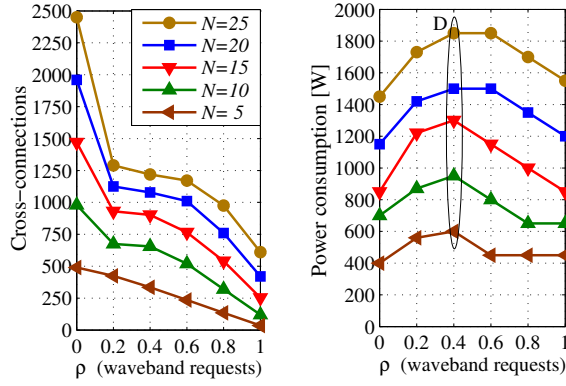 2500
2250
2000
1750
1500
1250
1000
750
500
250
0
Cross-connections
N=25
N=20
N=15
N=10
N= 5
0 0.2 0.4 0.6 0.8 1
ρ (waveband requests)
2000
1800
1600
1400
1200
1000
800
600
400
200
0
Power consumption [W]
D
0 0.2 0.4 0.6 0.8 1
ρ (waveband requests)